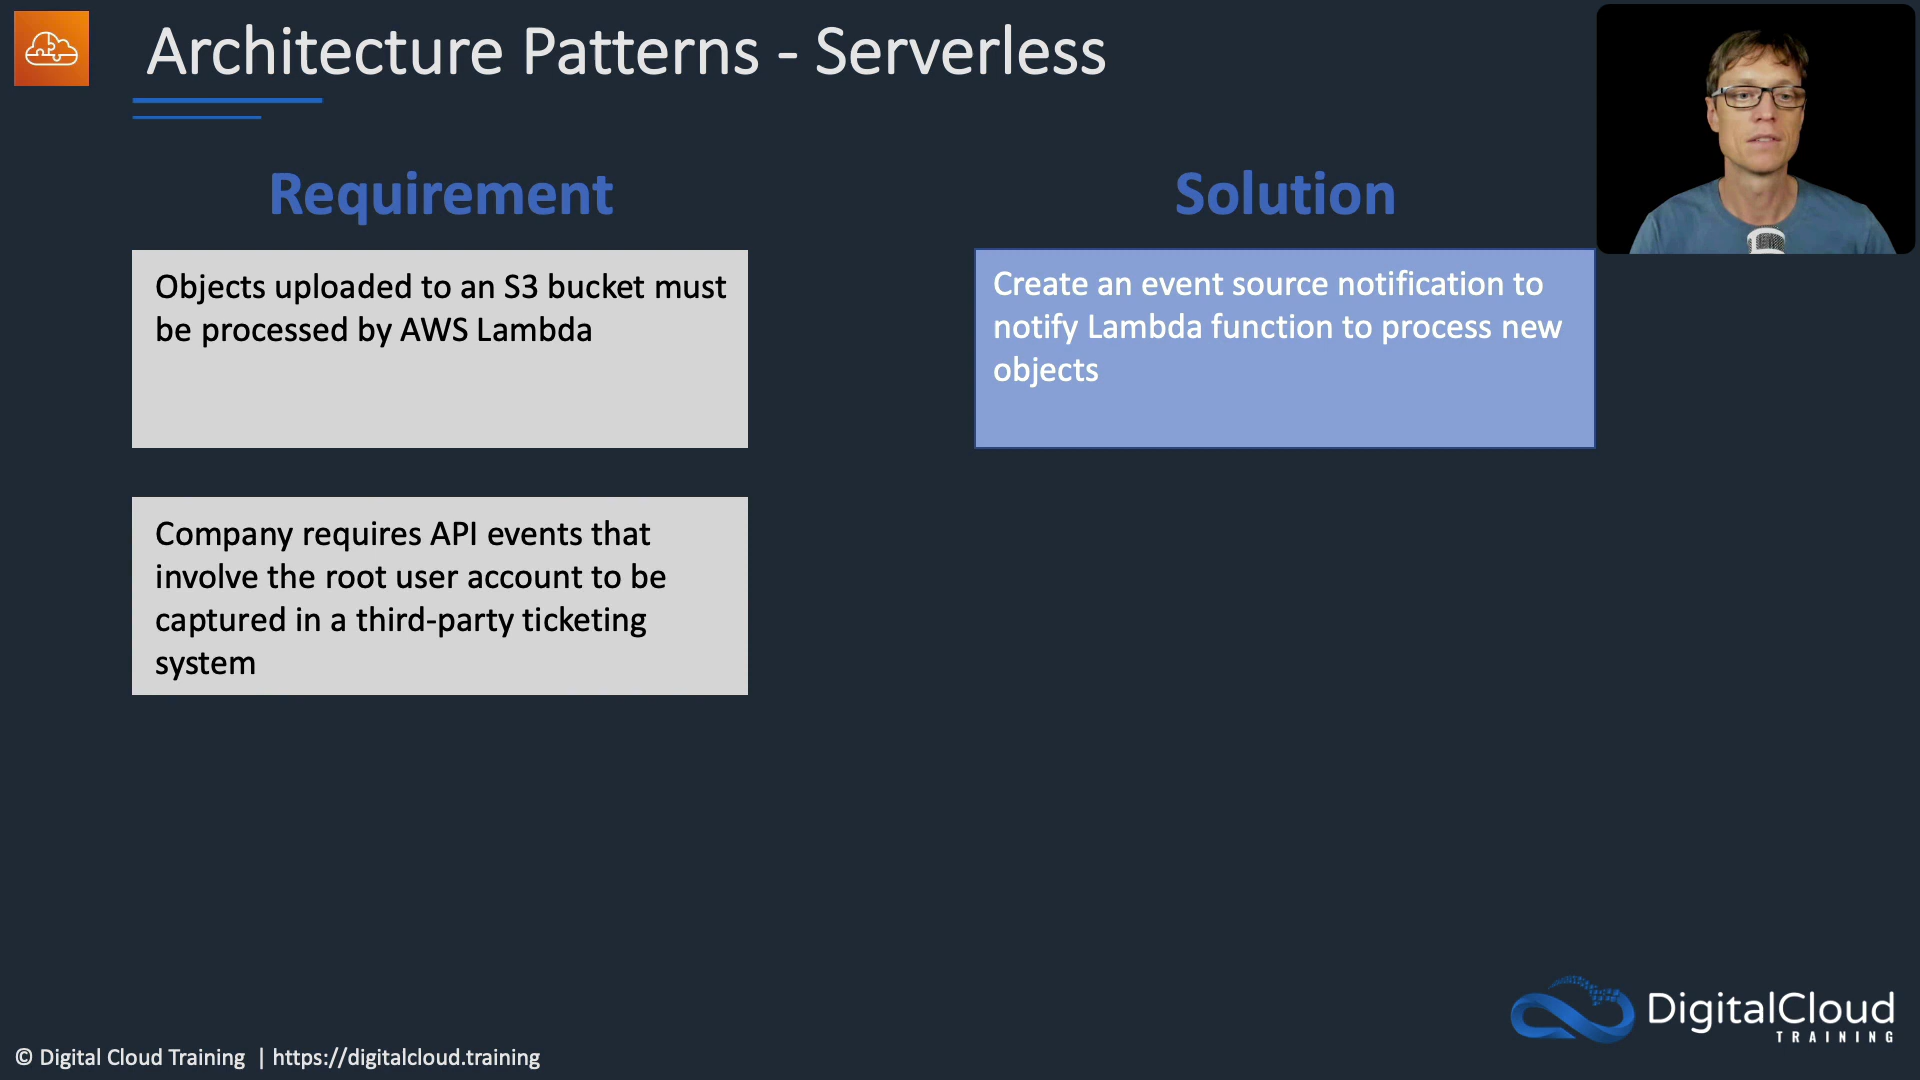 Architecture Patterns - Serverless
Requirement
Solution
Objects uploaded to an S3 bucket must
be processed by AWS Lambda
Create an event source notification to
notify Lambda function to process new
objects
Company requires API events that
involve the root user account to be
captured in a third-party ticketing
system
DigitalCloud
TRAINING
© Digital Cloud Training | https://digitalcloud.training